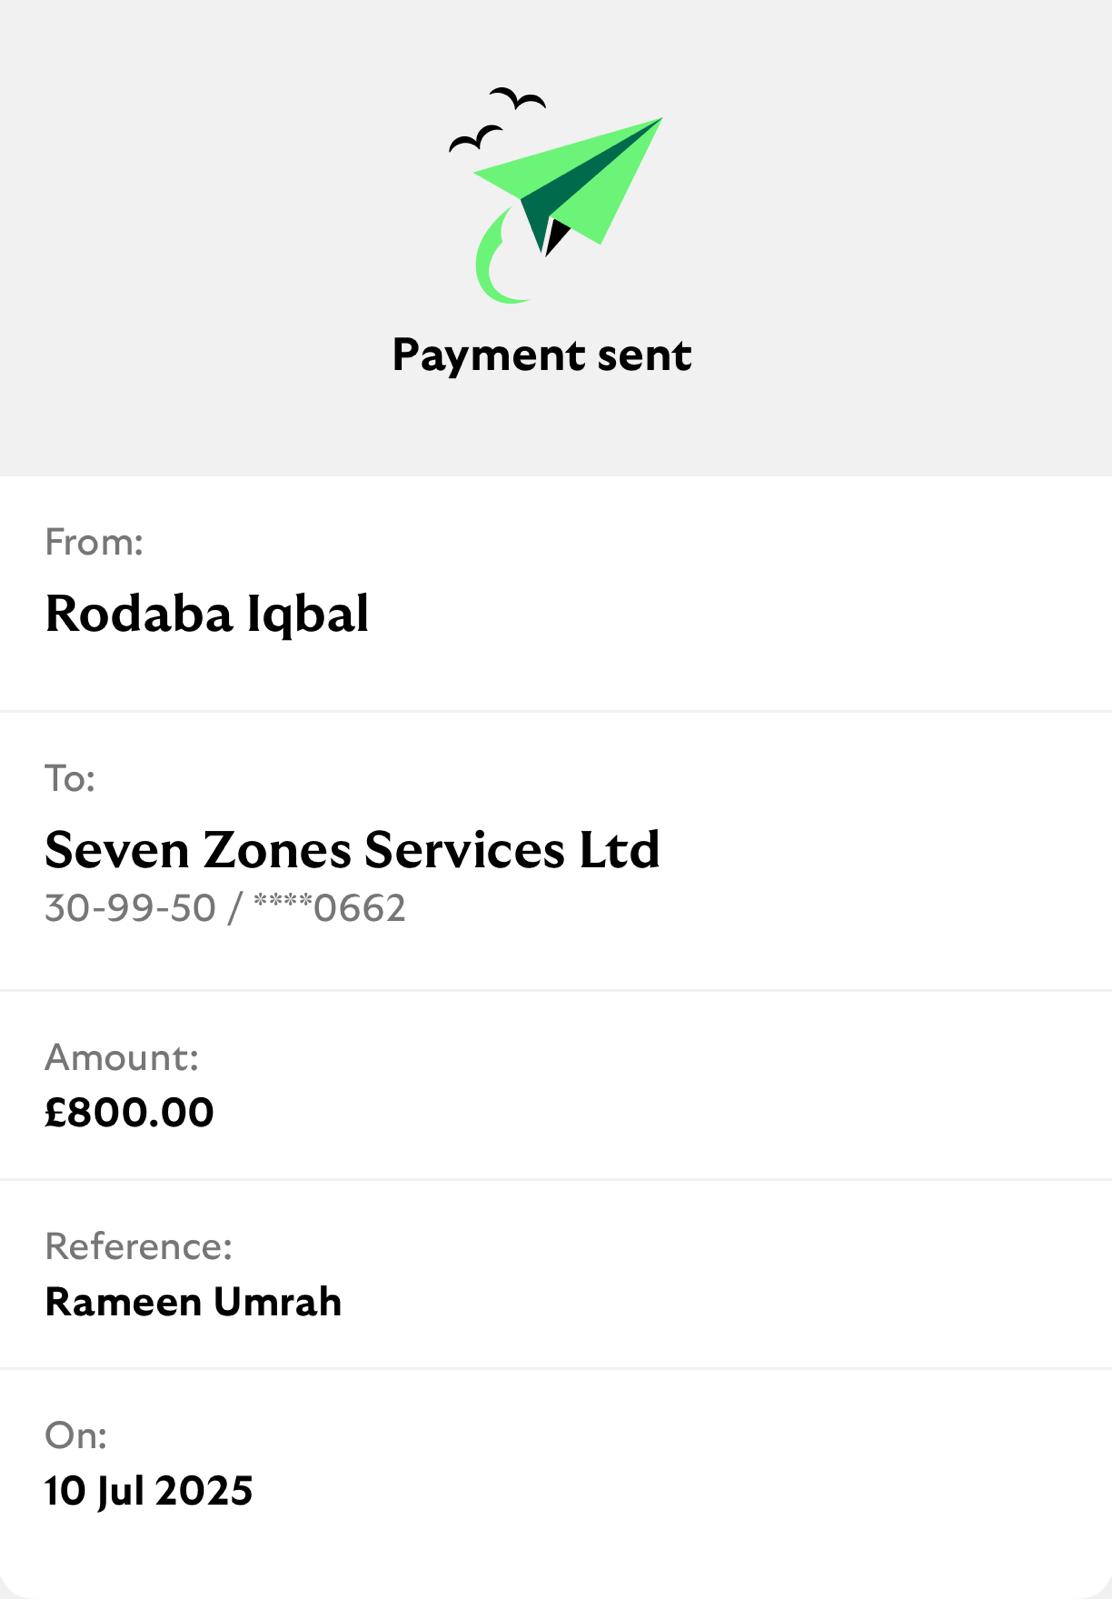 Payment sent
From:
Rodaba Iqbal
To:
Seven Zones Services Ltd
30-99-50 / ****0662
Amount:
£800.00
Reference:
Rameen Umrah
On:
10 Jul 2025